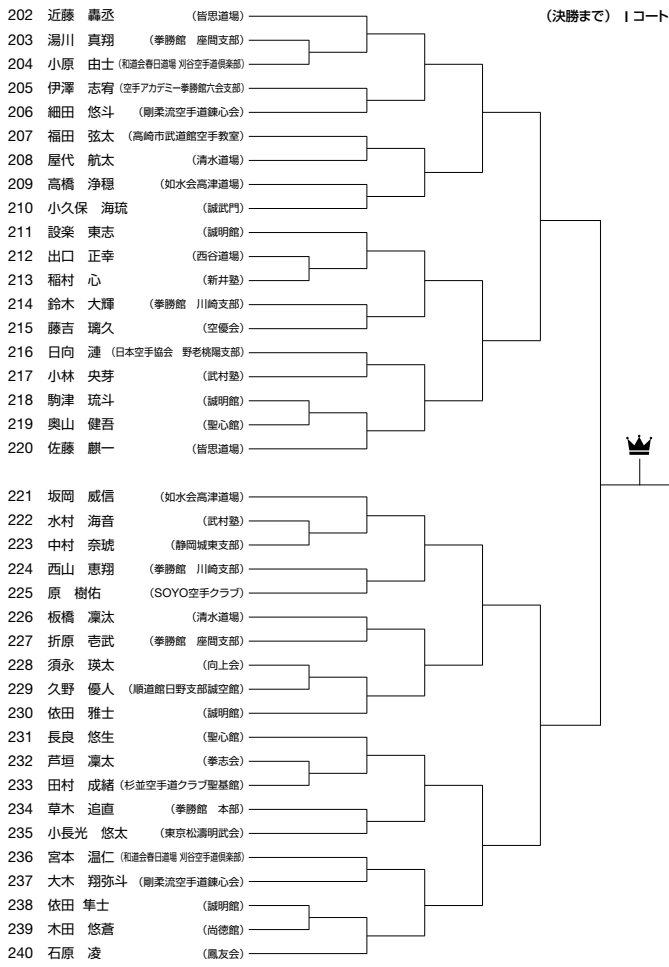 （決勝まで） I コート
202 近藤　轟丞 （皆思道場）
203 湯川　真翔 （拳勝館　座間支部）
204 小原　由士 （和道会春日道場 刈谷空手道倶楽部）
205 伊澤　志宥 （空手アカデミー拳勝館六会支部）
206 細田　悠斗 （剛柔流空手道錬心会）
207 福田　弦太 （高崎市武道館空手教室）
208 屋代　航太 （清水道場）
209 高橋　浄穏 （如水会高津道場）
210 小久保　海琉 （誠武門）
211 設楽　東志 （誠明館）
212 出口　正幸 （西谷道場）
213 稲村　心 （新井塾）
214 鈴木　大輝 （拳勝館　川崎支部）
215 藤吉　璃久 （空優会）
216 日向　漣 （日本空手協会　野老桃陽支部）
217 小林　央芽 （武村塾）
218 駒津　琉斗 （誠明館）
219 奥山　健吾 （聖心館）
220 佐藤　麒一 （皆思道場）
221 坂岡　威信 （如水会高津道場）
222 水村　海音 （武村塾）
223 中村　奈琥 （静岡城東支部）
224 西山　恵翔 （拳勝館　川崎支部）
225 原　樹佑 （SOYO空手クラブ）
226 板橋　凜汰 （清水道場）
227 折原　壱武 （拳勝館　座間支部）
228 須永　瑛太 （向上会）
229 久野　優人 （順道館日野支部誠空館）
230 依田　雅士 （誠明館）
231 長良　悠生 （聖心館）
232 芦垣　凜太 （拳志会）
233 田村　成緒 （杉並空手道クラブ聖基館）
234 草木　追直 （拳勝館　本部）
235 小長光　悠太 （東京松濤明武会）
236 宮本　温仁 （和道会春日道場 刈谷空手道倶楽部）
237 大木　翔弥斗 （剛柔流空手道錬心会）
238 依田　隼士 （誠明館）
239 木田　悠蒼 （尚徳館）
240 石原　凌 （鳳友会）